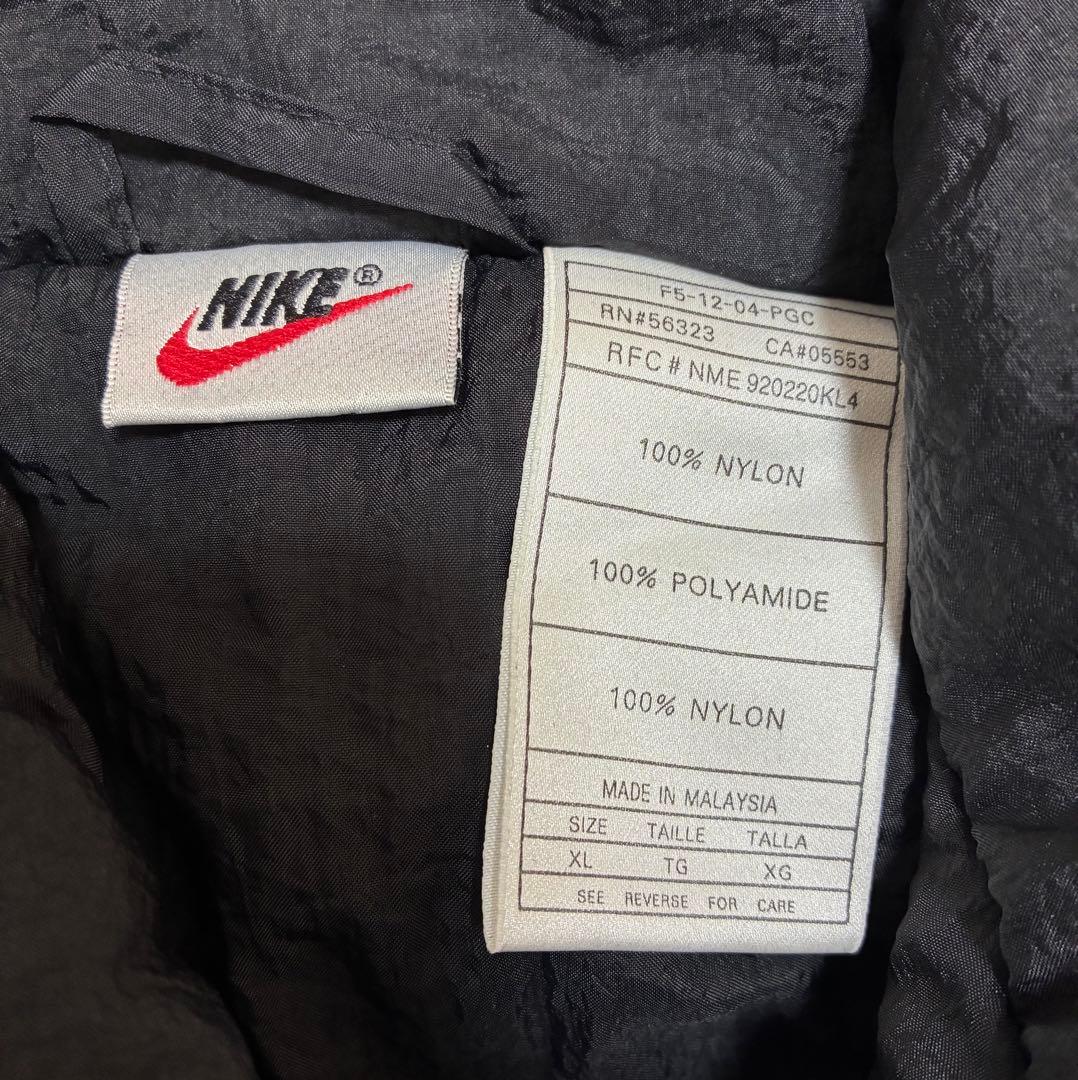 NIKE®
F5-12-04-PGC
RN#56323 CA#05553
RFC # NME 920220KL4
100% NYLON
100% POLYAMIDE
100% NYLON
MADE IN MALAYSIA
SIZE TAILLE TALLA
XL TG XG
SEE REVERSE FOR CARE